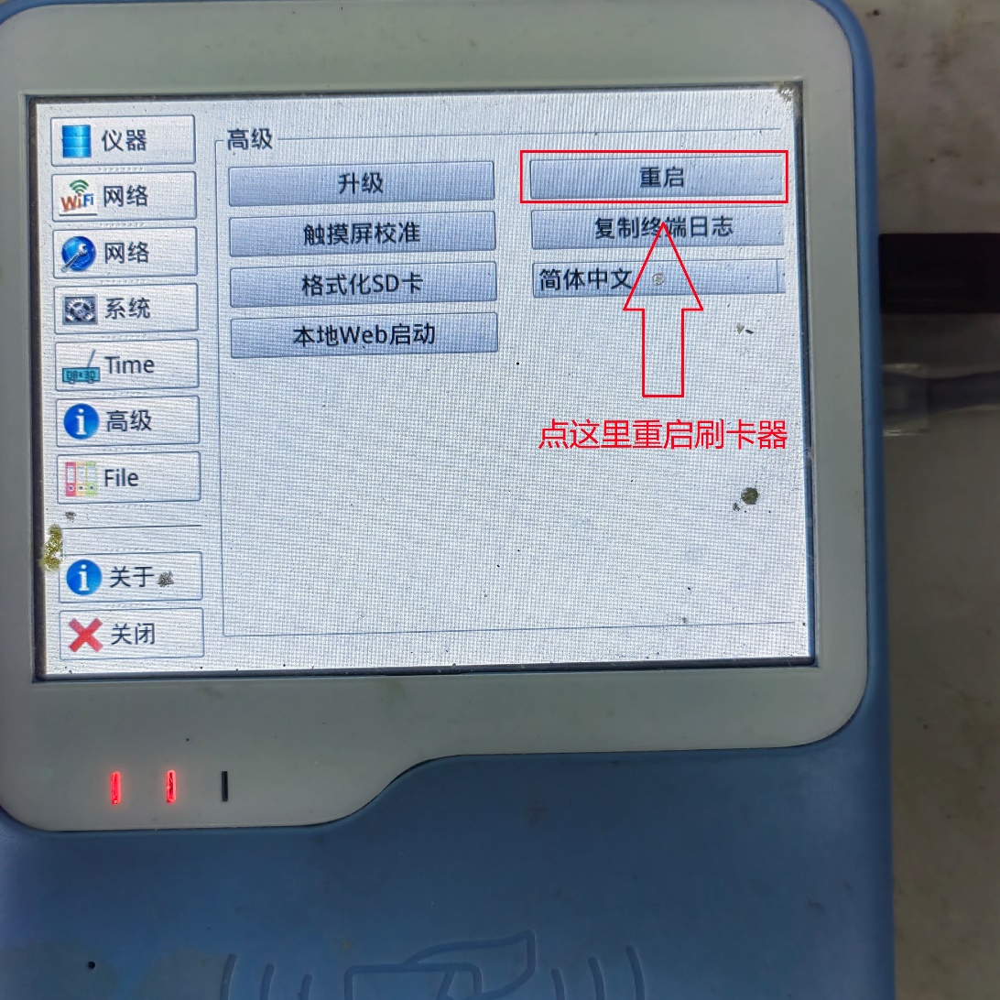 仪器
WiFi 网络
网络
系统
Time
高级
File
关于
关闭
高级
升级
重启
触摸屏校准
复制终端日志
格式化SD卡
简体中文
本地Web启动
点这里重启刷卡器